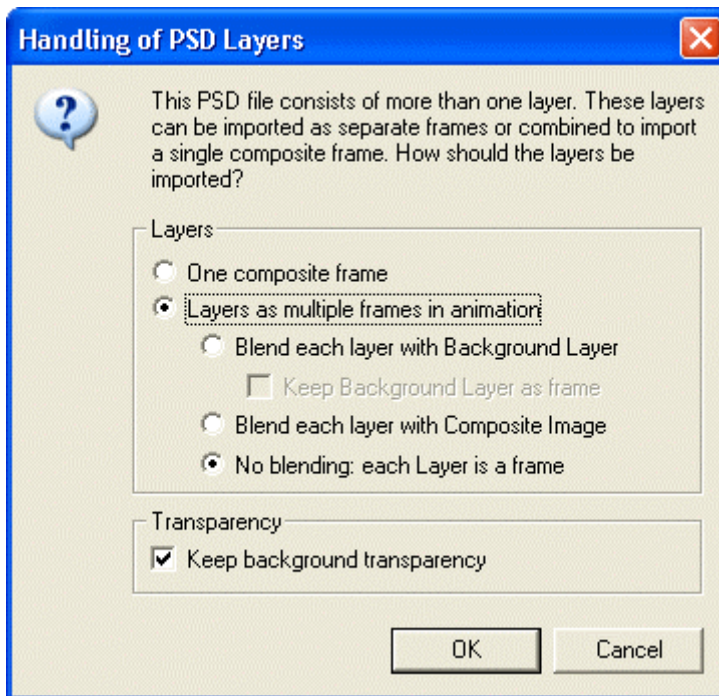 Handling of PSD Layers
This PSD file consists of more than one layer. These layers
can be imported as separate frames or combined to import
a single composite frame. How should the layers be
imported?
Layers
One composite frame
Layers as multiple frames in animation
Blend each layer with Background Layer
Keep Background Layer as frame
Blend each layer with Composite Image
No blending: each Layer is a frame
Transparency
Keep background transparency
OK Cancel